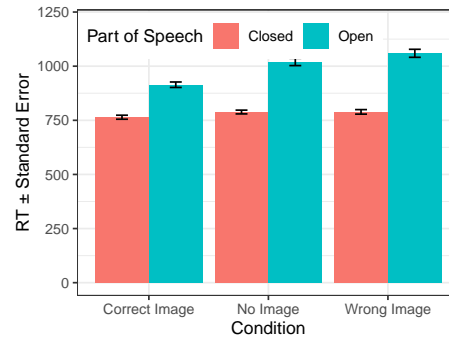 Part of Speech Closed Open
RT ± Standard Error
1250
1000
750
500
250
0
Correct Image No Image Wrong Image
Condition